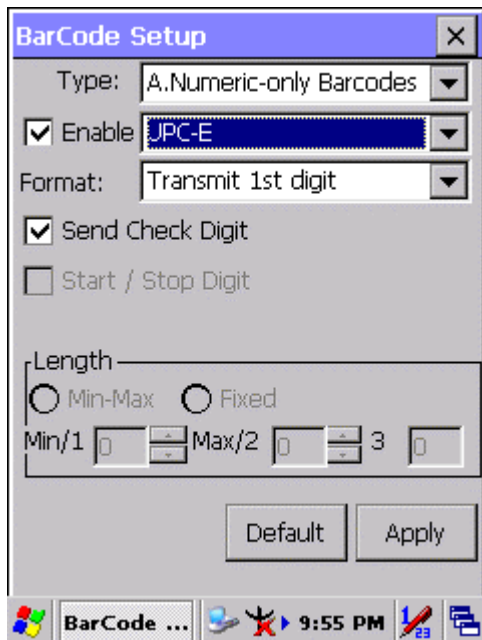 BarCode Setup
Type: A.Numeric-only Barcodes
Enable UPC-E
Format: Transmit 1st digit
Send Check Digit
Start / Stop Digit
Length
Min-Max Fixed
Min/1 0 Max/2 0 3 0
Default Apply
BarCode ... 9:55 PM 123